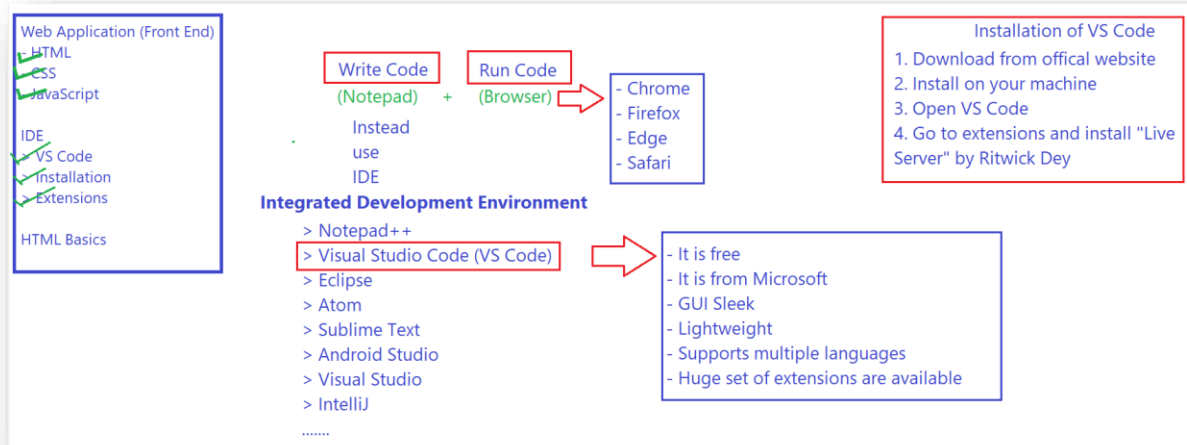 Web Application (Front End)
- HTML
- CSS
- JavaScript
IDE
> VS Code
> Installation
> Extensions
HTML Basics
Write Code
Run Code
(Notepad) + (Browser)
Instead
use
IDE
- Chrome
- Firefox
- Edge
- Safari
Integrated Development Environment
> Notepad++
> Visual Studio Code (VS Code)
> Eclipse
> Atom
> Sublime Text
> Android Studio
> Visual Studio
> IntelliJ
.......
- It is free
- It is from Microsoft
- GUI Sleek
- Lightweight
- Supports multiple languages
- Huge set of extensions are available
Installation of VS Code
1. Download from offical website
2. Install on your machine
3. Open VS Code
4. Go to extensions and install "Live
Server" by Ritwick Dey